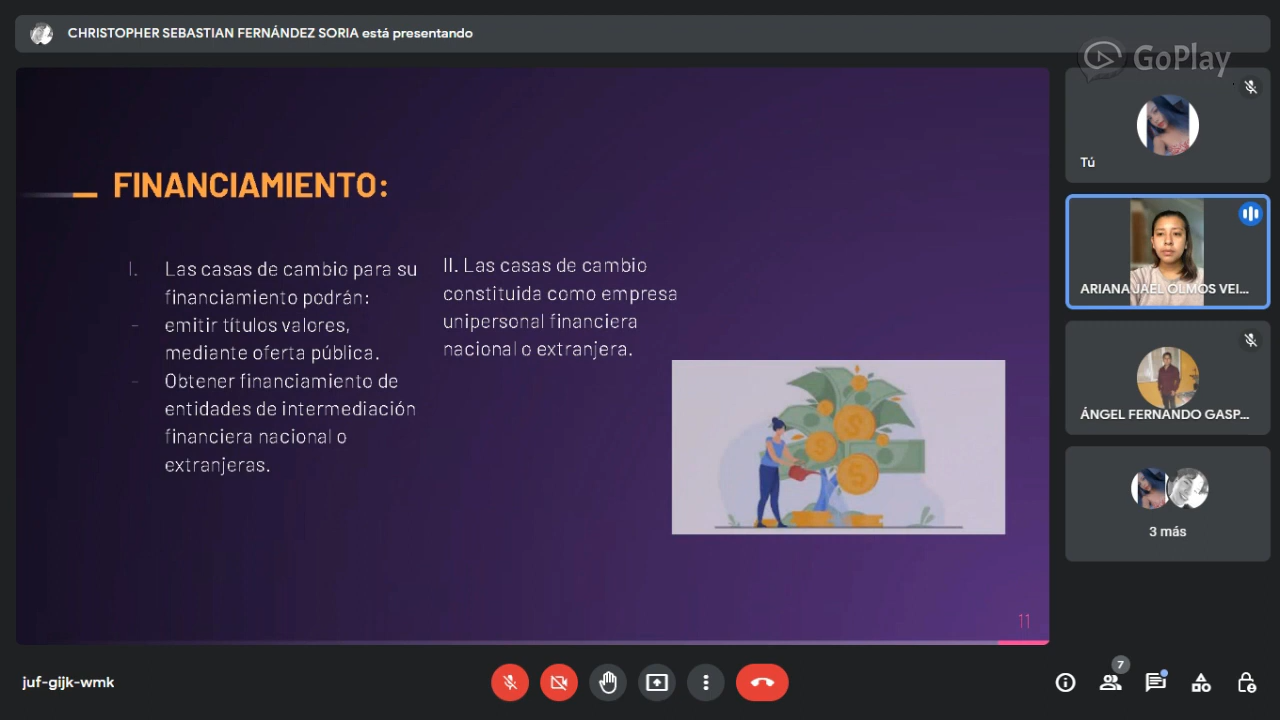 CHRISTOPHER SEBASTIAN FERNÁNDEZ SORIA está presentando
GoPlay
FINANCIAMIENTO:
I. Las casas de cambio para su
financiamiento podrán:
- emitir títulos valores,
mediante oferta pública.
- Obtener financiamiento de
entidades de intermediación
financiera nacional o
extranjeras.
II. Las casas de cambio
constituida como empresa
unipersonal financiera
nacional o extranjera.
11
Tú
ARIANA JAEL OLMOS VEI...
ÁNGEL FERNANDO GASP...
3 más
juf-gijk-wmk
7